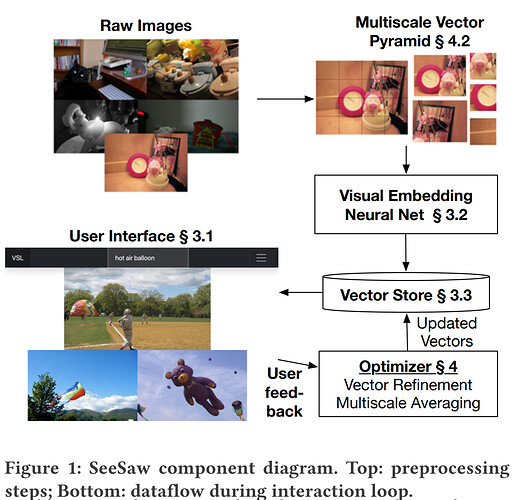 Raw Images
Multiscale Vector
Pyramid § 4.2
Visual Embedding
Neural Net § 3.2
User Interface § 3.1
VSL
hot air balloon
Vector Store § 3.3
Updated
Vectors
User
feed-
back
Optimizer § 4
Vector Refinement
Multiscale Averaging
Figure 1: SeeSaw component diagram. Top: preprocessing
steps; Bottom: dataflow during interaction loop.